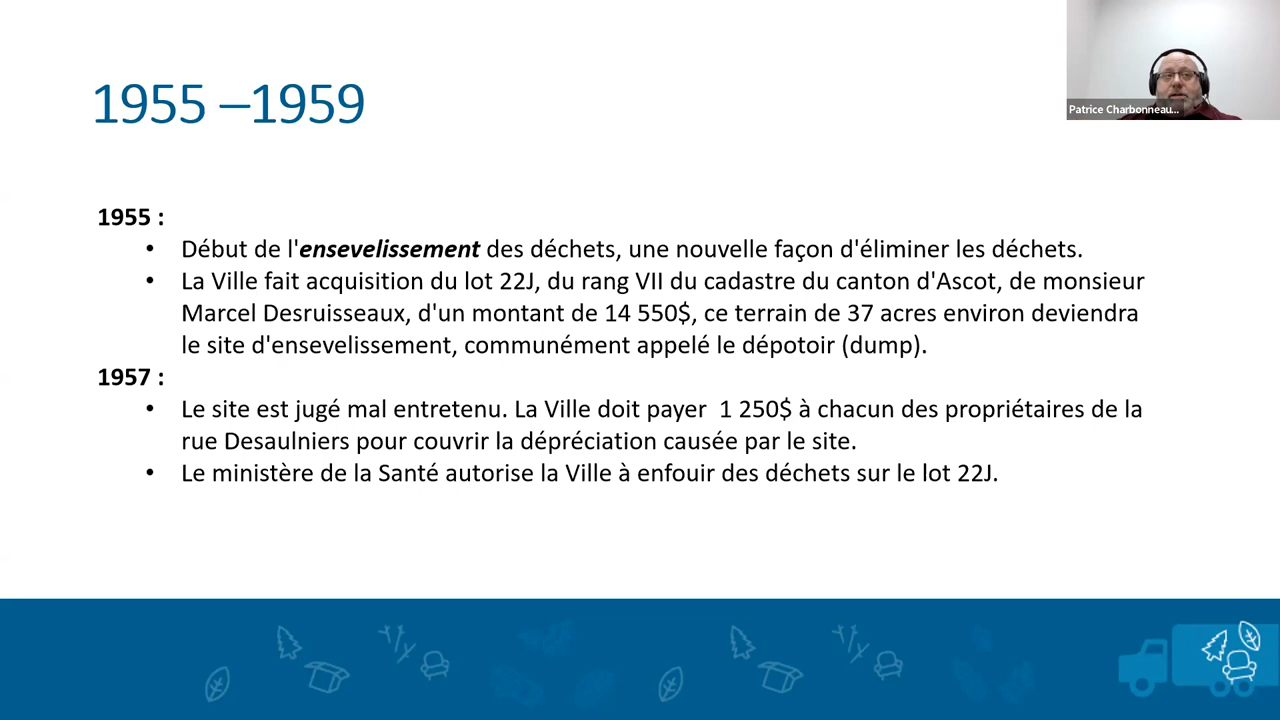 Patrice Charbonneau...
1955 –1959
1955 :
• Début de l'ensevelissement des déchets, une nouvelle façon d'éliminer les déchets.
• La Ville fait acquisition du lot 22J, du rang VII du cadastre du canton d'Ascot, de monsieur
Marcel Desruisseaux, d'un montant de 14 550$, ce terrain de 37 acres environ deviendra
le site d'ensevelissement, communément appelé le dépotoir (dump).
1957 :
• Le site est jugé mal entretenu. La Ville doit payer  1 250$ à chacun des propriétaires de la
rue Desaulniers pour couvrir la dépréciation causée par le site.
• Le ministère de la Santé autorise la Ville à enfouir des déchets sur le lot 22J.